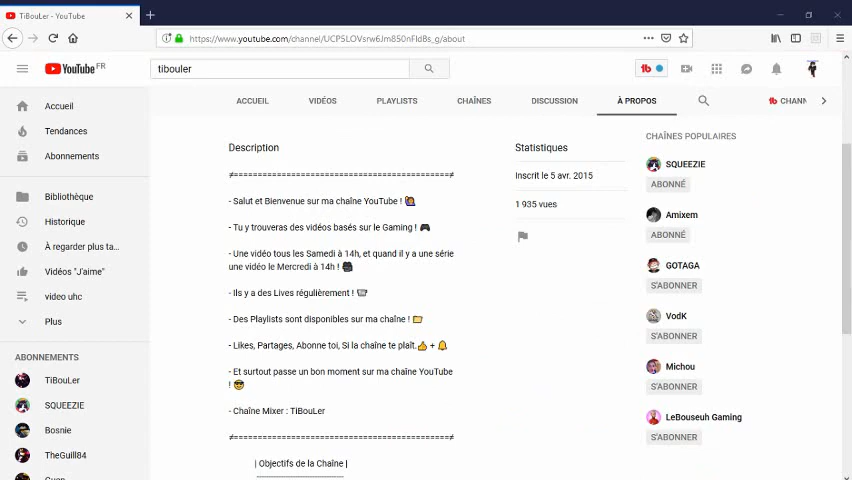 TiBouLer - YouTube
https://www.youtube.com/channel/UCPSLOVsrw6Jm850nFId8s_g/about
YouTube FR
tibouler
ACCUEIL VIDÉOS PLAYLISTS CHAÎNES DISCUSSION À PROPOS CHANN
Accueil
Tendances
Abonnements
Bibliothèque
Historique
À regarder plus ta...
Vidéos "J'aime"
video uhc
Plus
ABONNEMENTS
TiBouLer
SQUEEZIE
Bosnie
TheGuill84
Description
≠==============================================≠
- Salut et Bienvenue sur ma chaîne YouTube ! 🙋
- Tu y trouveras des vidéos basés sur le Gaming ! 🎮
- Une vidéo tous les Samedi à 14h, et quand il y a une série
une vidéo le Mercredi à 14h ! 🎥
- Ils y a des Lives régulièrement !
- Des Playlists sont disponibles sur ma chaîne ! 📁
- Likes, Partages, Abonne toi, Si la chaîne te plaît.👍 + 🔔
- Et surtout passe un bon moment sur ma chaîne YouTube
! 😎
- Chaîne Mixer : TiBouLer
≠==============================================≠
| Objectifs de la Chaîne |
Statistiques
Inscrit le 5 avr. 2015
1 935 vues
CHAÎNES POPULAIRES
SQUEEZIE
ABONNÉ
Amixem
ABONNÉ
GOTAGA
S'ABONNER
VodK
S'ABONNER
Michou
S'ABONNER
LeBouseuh Gaming
S'ABONNER